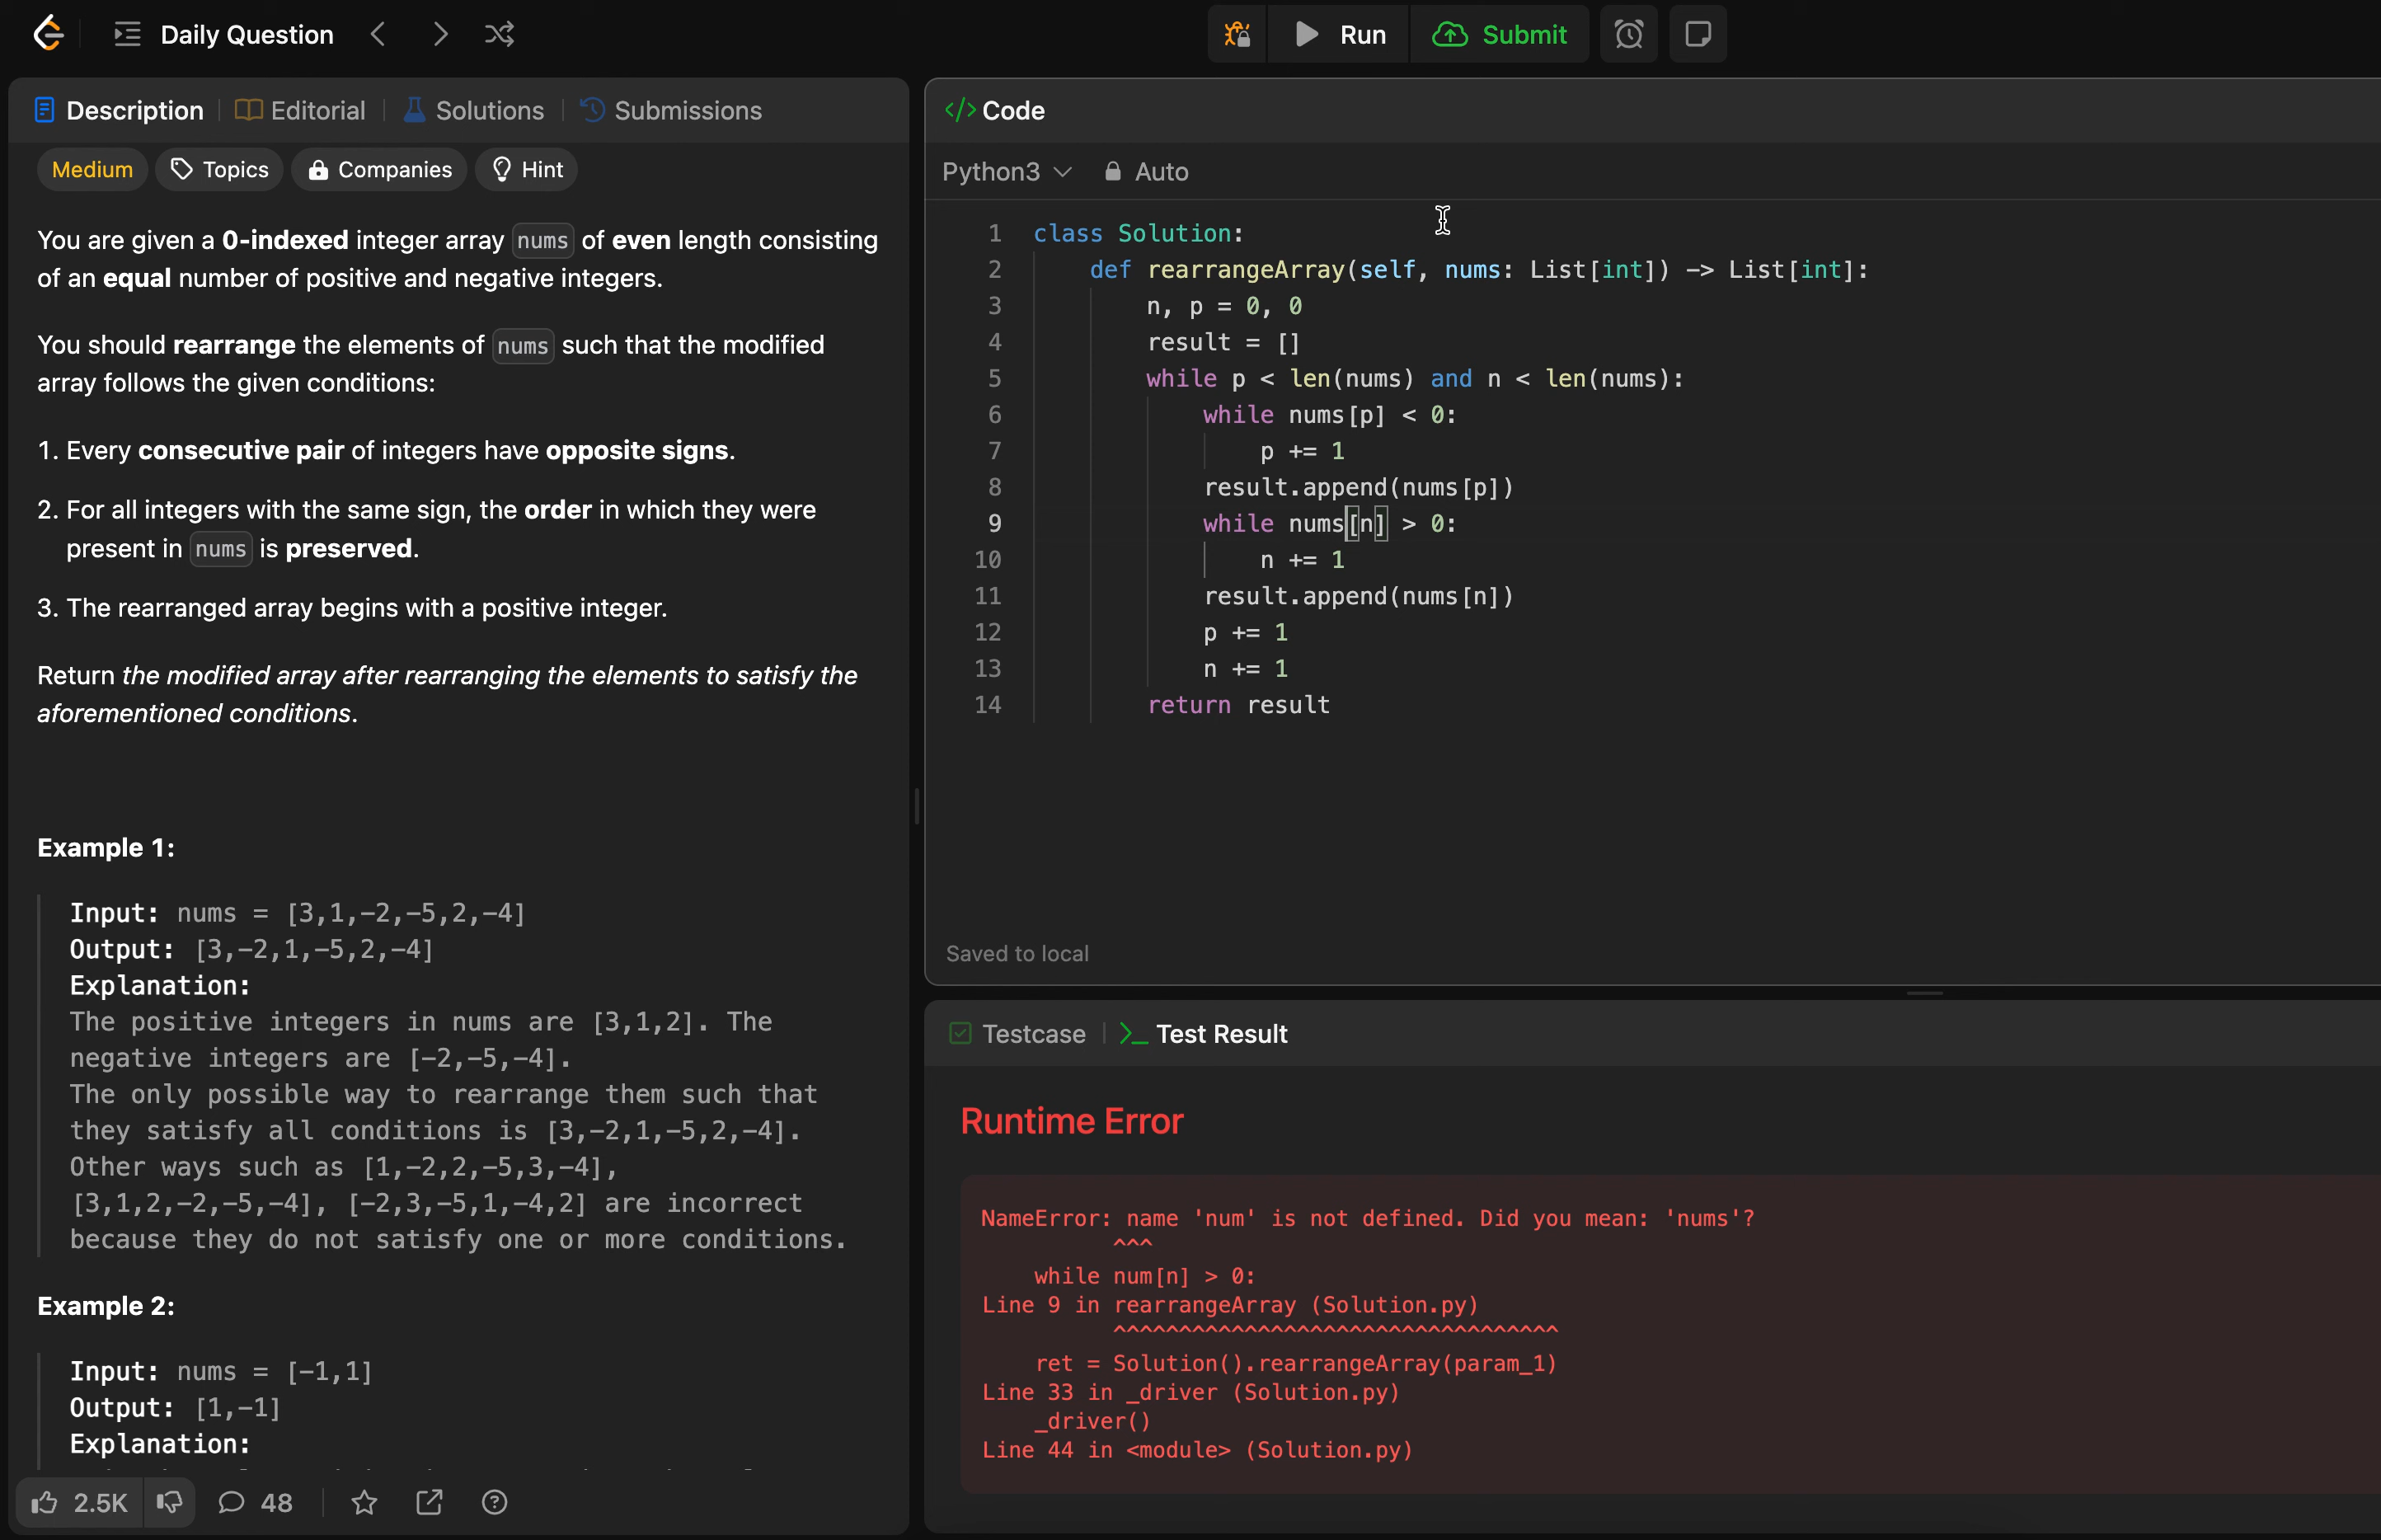 Daily Question
Run
Submit
Description
Editorial
Solutions
Submissions
Medium
Topics
Companies
Hint
You are given a 0-indexed integer array nums of even length consisting
of an equal number of positive and negative integers.
You should rearrange the elements of nums such that the modified
array follows the given conditions:
1. Every consecutive pair of integers have opposite signs.
2. For all integers with the same sign, the order in which they were
present in nums is preserved.
3. The rearranged array begins with a positive integer.
Return the modified array after rearranging the elements to satisfy the
aforementioned conditions.
Example 1:
Input: nums = [3,1,-2,-5,2,-4]
Output: [3,-2,1,-5,2,-4]
Explanation:
The positive integers in nums are [3,1,2]. The
negative integers are [-2,-5,-4].
The only possible way to rearrange them such that
they satisfy all conditions is [3,-2,1,-5,2,-4].
Other ways such as [1,-2,2,-5,3,-4],
[3,1,2,-2,-5,-4], [-2,3,-5,1,-4,2] are incorrect
because they do not satisfy one or more conditions.
Example 2:
Input: nums = [-1,1]
Output: [1,-1]
Explanation:
2.5K
48
</> Code
Python3
Auto
1 class Solution:
2 def rearrangeArray(self, nums: List[int]) -> List[int]:
3 n, p = 0, 0
4 result = []
5 while p < len(nums) and n < len(nums):
6 while nums[p] < 0:
7 p += 1
8 result.append(nums[p])
9 while nums[n] > 0:
10 n += 1
11 result.append(nums[n])
12 p += 1
13 n += 1
14 return result
Saved to local
Testcase
>_ Test Result
Runtime Error
NameError: name 'num' is not defined. Did you mean: 'nums'?
^^^
while num[n] > 0:
Line 9 in rearrangeArray (Solution.py)
^^^^^^^^^^^^^^^^^^^^^^^^^^^^^^^^^^
ret = Solution().rearrangeArray(param_1)
Line 33 in _driver (Solution.py)
_driver()
Line 44 in <module> (Solution.py)